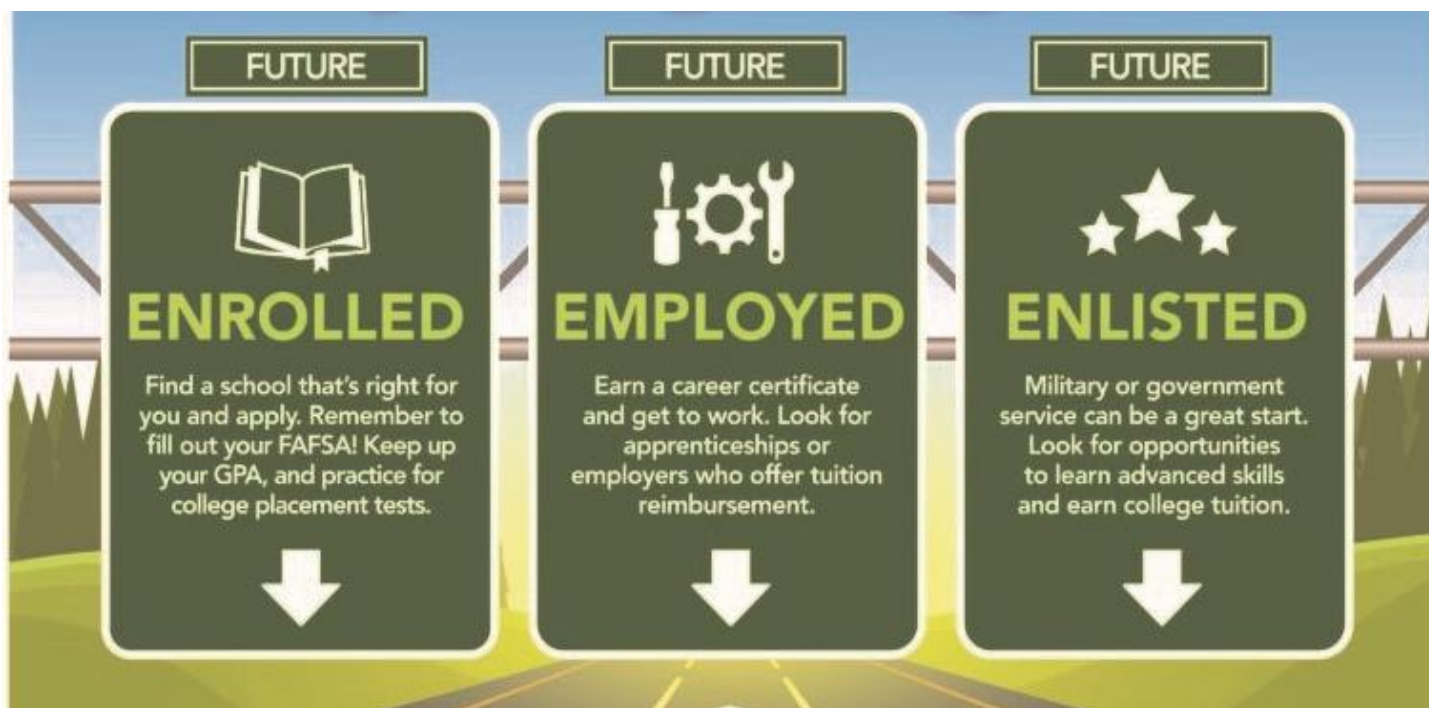 FUTURE
ENROLLED
Find a school that's right for
you and apply. Remember to
fill out your FAFSA! Keep up
your GPA, and practice for
college placement tests.
FUTURE
EMPLOYED
Earn a career certificate
and get to work. Look for
apprenticeships or
employers who offer tuition
reimbursement.
FUTURE
ENLISTED
Military or government
service can be a great start.
Look for opportunities
to learn advanced skills
and earn college tuition.